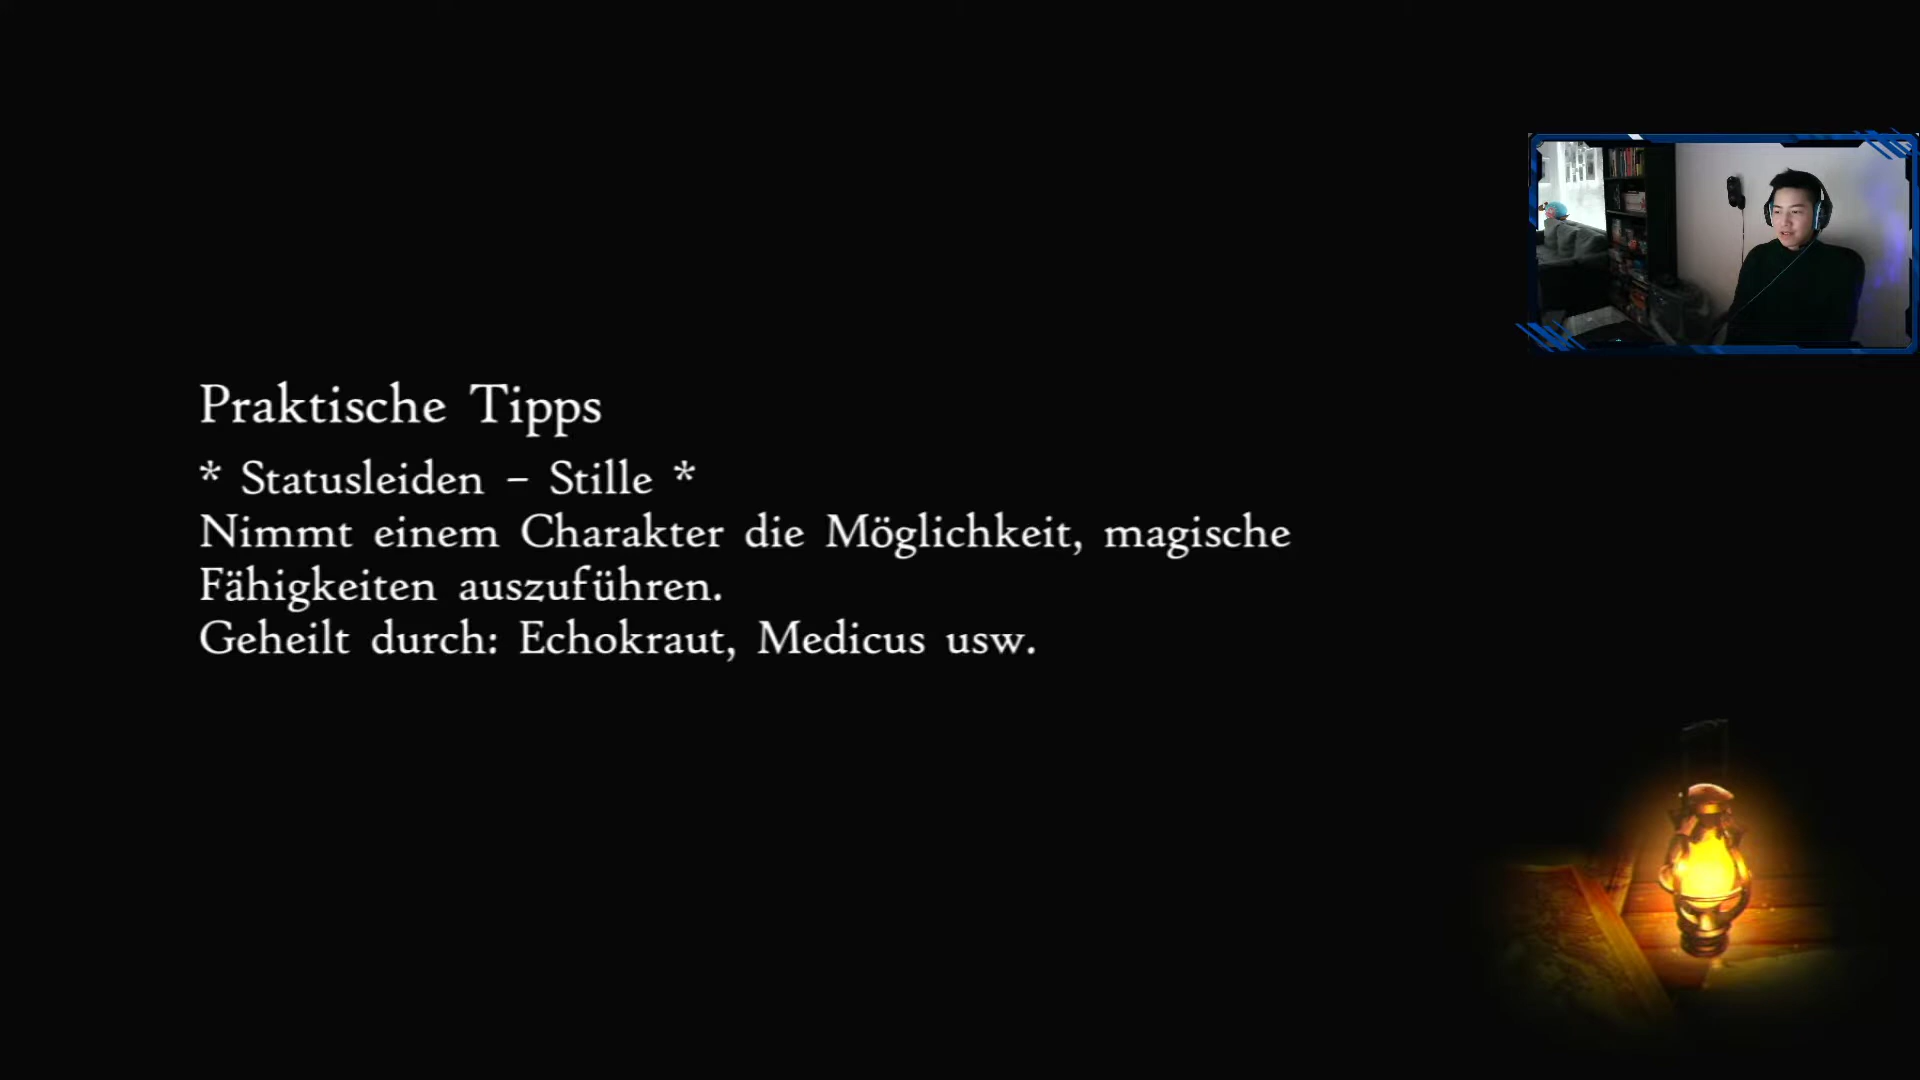 Praktische Tipps
* Statusleiden – Stille *
Nimmt einem Charakter die Möglichkeit, magische
Fähigkeiten auszuführen.
Geheilt durch: Echokraut, Medicus usw.